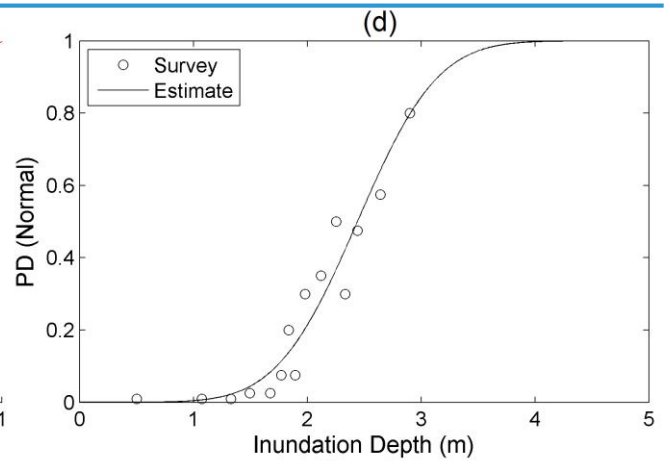 (d)
1
Survey
Estimate
0.8
0.6
0.4
0.2
0
PD (Normal)
1
0 1 2 3 4 5
Inundation Depth (m)